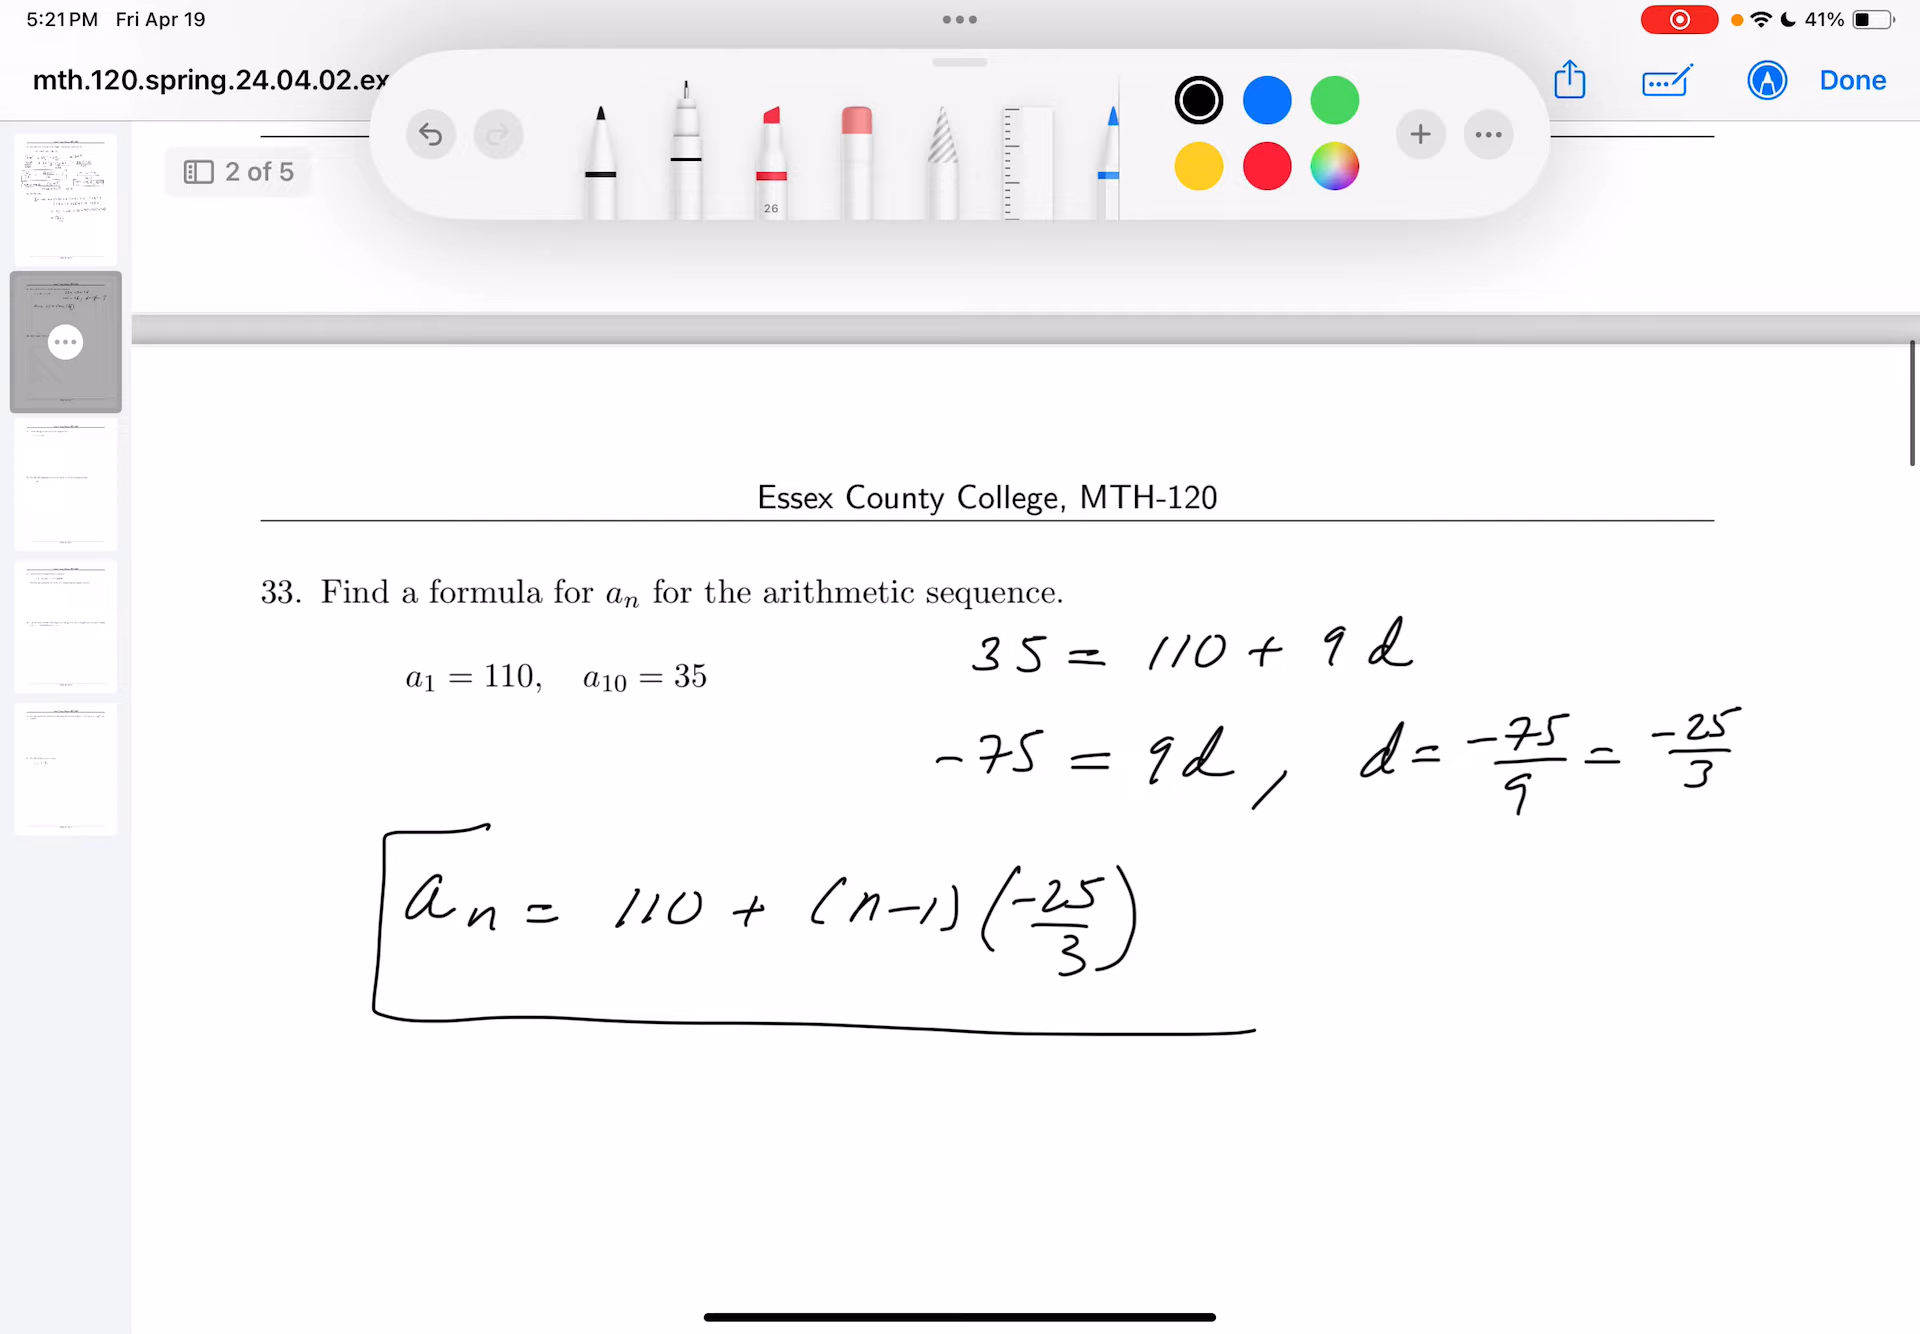 5:21 PM Fri Apr 19
41%
mth.120.spring.24.04.02.ex
Done
26
2 of 5
Essex County College, MTH-120
33. Find a formula for aₙ for the arithmetic sequence.
a₁ = 110, a₁₀ = 35
35 = 110 + 9d
-75 = 9d, d = -75/9 = -25/3
aₙ = 110 + (n-1)(-25/3)